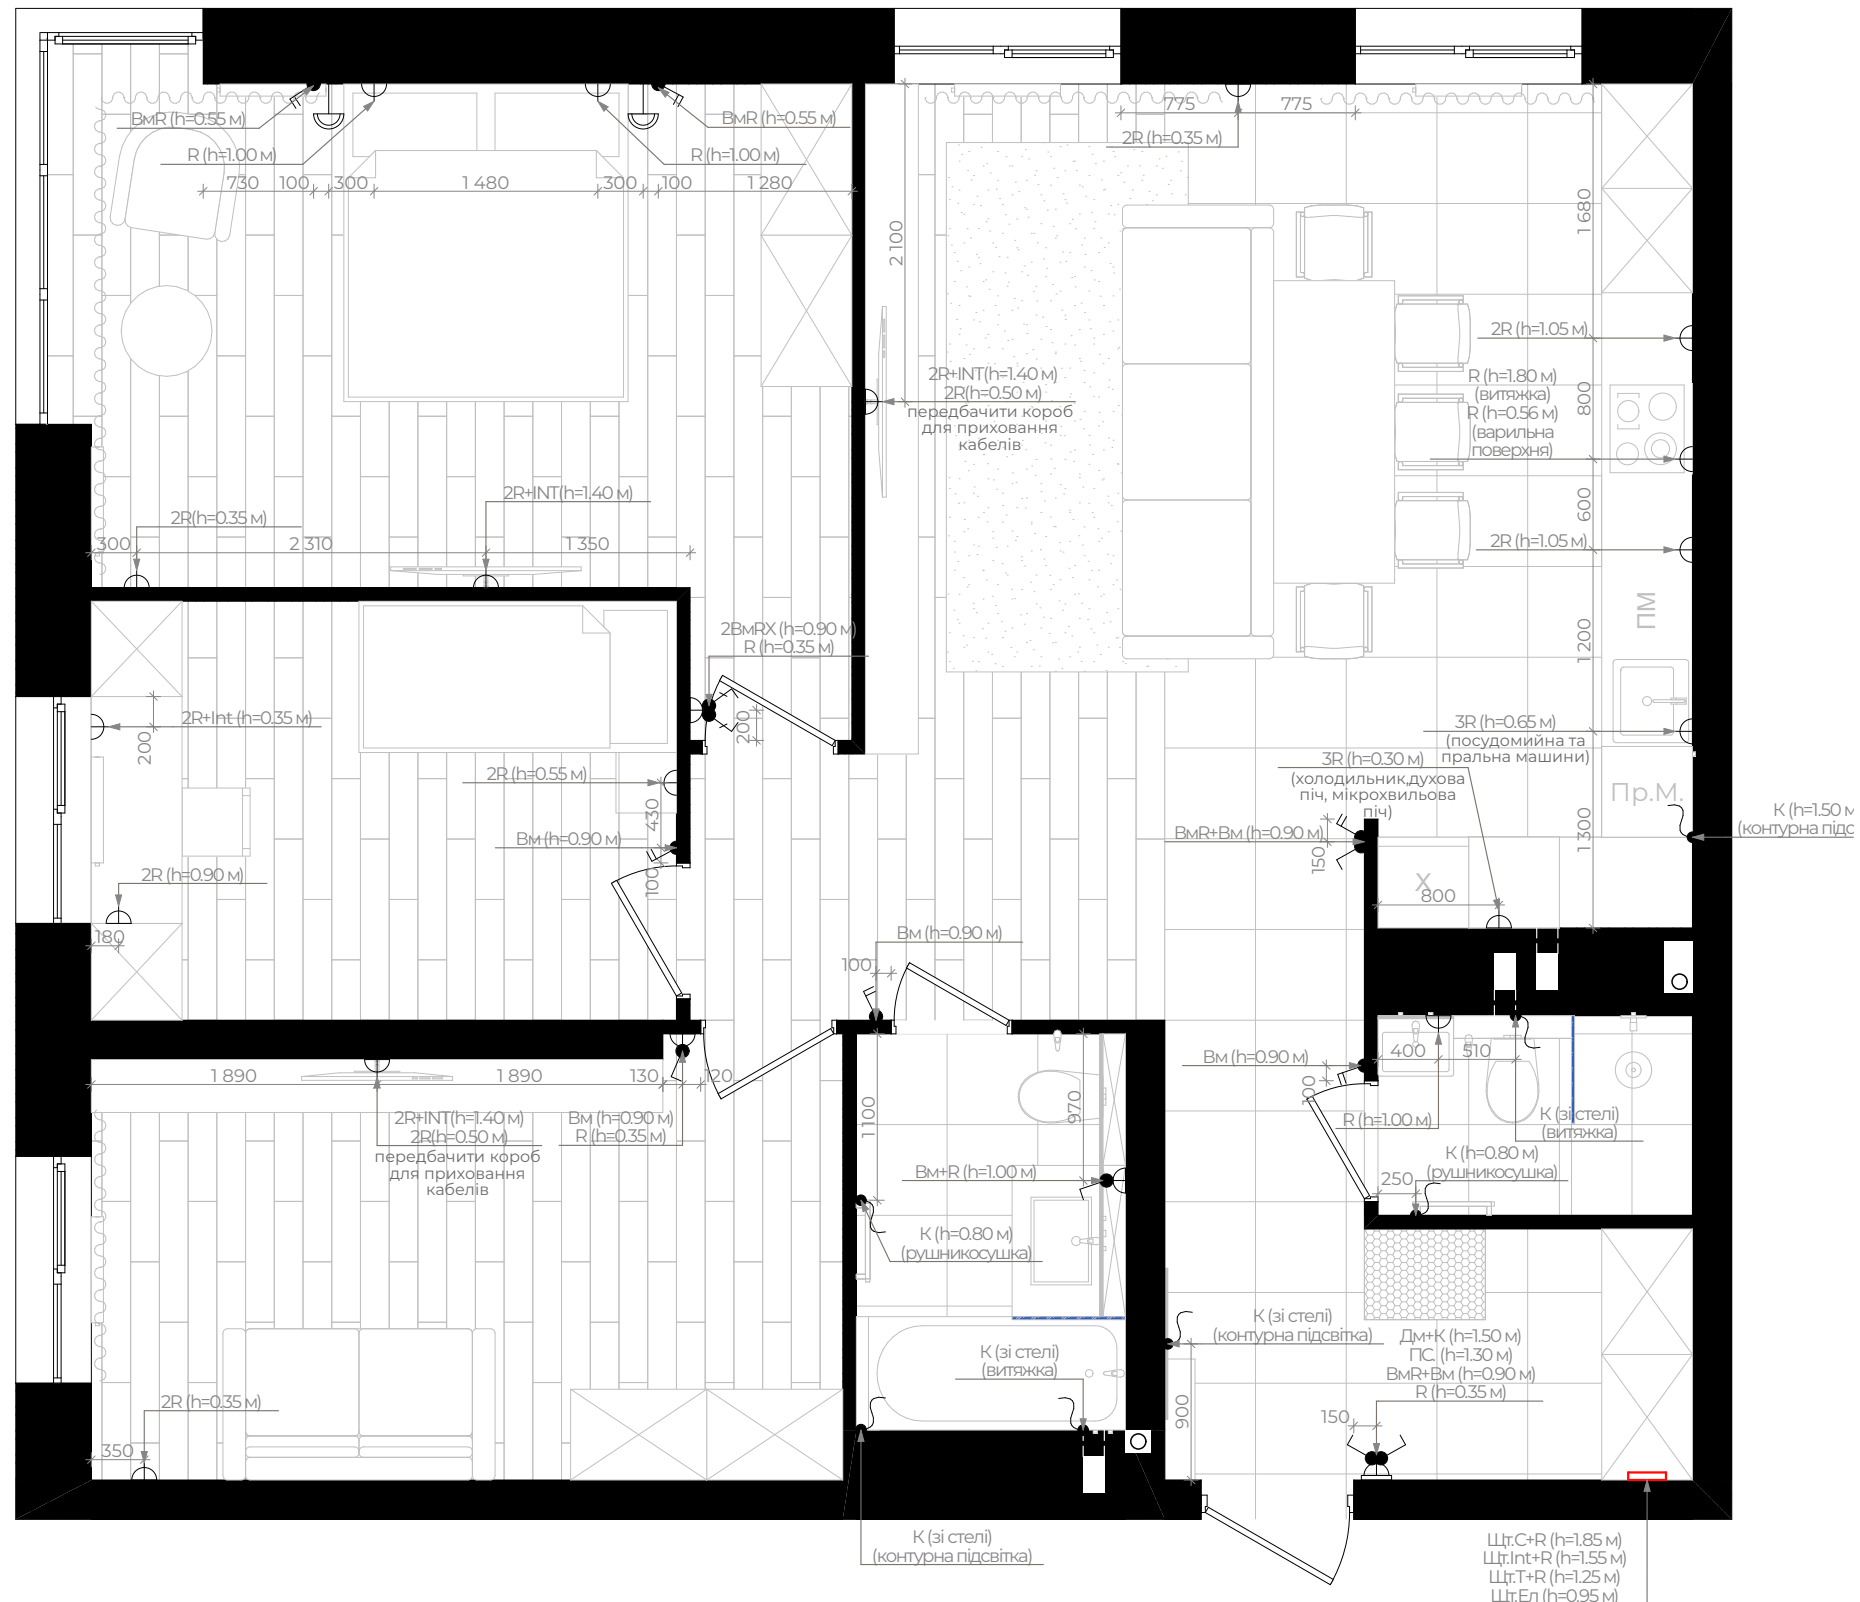 775
775
ВмR (h=0.55 м)
ВмR (h=0.55 м)
2R (h=0.35 м)
R (h=1.00 м)
R (h=1.00 м)
730
100
300
1 480
300
100
1 280
1 680
2 100
2R (h=1.05 м)
2R+INT(h=1.40 м)
2R(h=0.50 м)
передбачити короб
для приховання
кабелів
R (h=1.80 м)
(витяжка)
R (h=0.56 м)
(варильна
поверхня)
800
2R+INT(h=1.40 м)
2R(h=0.35 м)
600
300
2 310
1 350
2R (h=1.05 м)
ПМ
2ВмRX (h=0.90 м)
R (h=0.35 м)
1 200
2R+Int (h=0.35 м)
200
200
3R (h=0.65 м)
(посудомийна та
пральна машини)
3R (h=0.30 м)
(холодильник,духова
піч, мікрохвильова
піч)
2R (h=0.55 м)
Пр.М.
430
К (h=1.50 м
(контурна підс
Вм (h=0.90 м)
ВмR+Вм (h=0.90 м)
150
1 300
2R (h=0.90 м)
100
Х
800
180
Вм (h=0.90 м)
100
Вм (h=0.90 м)
400
510
1 890
1 890
130
120
100
1 100
970
2R+INT(h=1.40 м)
2R(h=0.50 м)
передбачити короб
для приховання
кабелів
Вм (h=0.90 м)
R (h=0.35 м)
R (h=1.00 м)
К (зі стелі)
(витяжка)
К (h=0.80 м)
(рушникосушка)
Вм+R (h=1.00 м)
250
К (h=0.80 м)
(рушникосушка)
К (зі стелі)
(контурна підсвітка)
Дм+К (h=1.50 м)
ПС (h=1.30 м)
ВмR+Вм (h=0.90 м)
R (h=0.35 м)
К (зі стелі)
(витяжка)
2R (h=0.35 м)
900
150
350
К (зі стелі)
(контурна підсвітка)
Щт.С+R (h=1.85 м)
Щт.Int+R (h=1.55 м)
Щт.Т+R (h=1.25 м)
Щт.Ел (h=0.95 м)